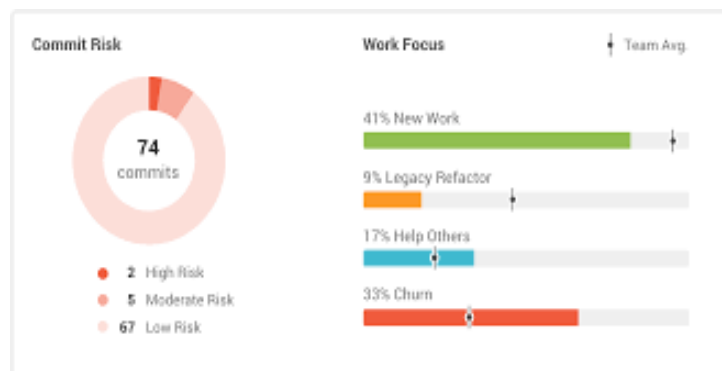 Commit Risk
74
commits
2 High Risk
5 Moderate Risk
67 Low Risk
Work Focus
Team Avg.
41% New Work
9% Legacy Refactor
17% Help Others
33% Churn